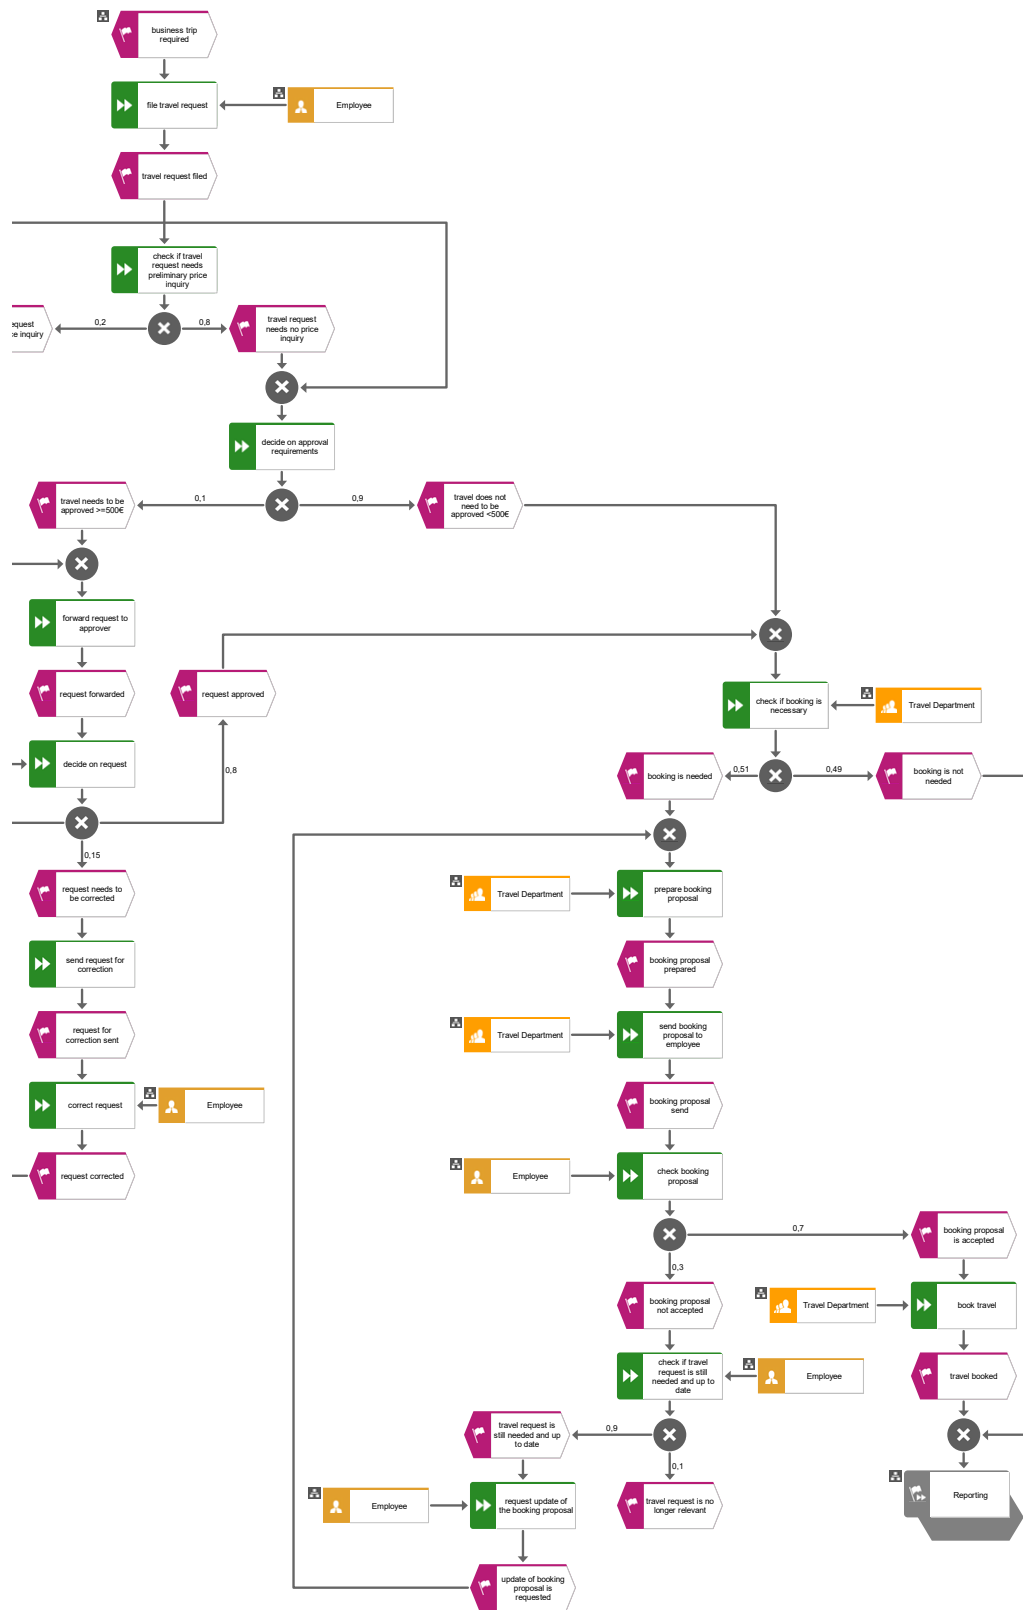 business trip
required
file travel request
Employee
travel request filed
check if travel
request needs
preliminary price
inquiry
equest
ce inquiry
0,2
0,8
travel request
needs no price
inquiry
decide on approval
requirements
travel needs to be
approved >=500€
0,1
0,9
travel does not
need to be
approved <500€
forward request to
approver
request forwarded
request approved
check if booking is
necessary
Travel Department
decide on request
0,8
booking is needed
0,51
0,49
booking is not
needed
0,15
request needs to
be corrected
Travel Department
prepare booking
proposal
send request for
correction
booking proposal
prepared
request for
correction sent
Travel Department
send booking
proposal to
employee
correct request
Employee
booking proposal
send
request corrected
Employee
check booking
proposal
0,7
booking proposal
is accepted
0,3
booking proposal
not accepted
Travel Department
book travel
check if travel
request is still
needed and up to
date
Employee
travel booked
travel request is
still needed and up
to date
0,9
0,1
Employee
request update of
the booking proposal
travel request is no
longer relevant
Reporting
update of booking
proposal is
requested